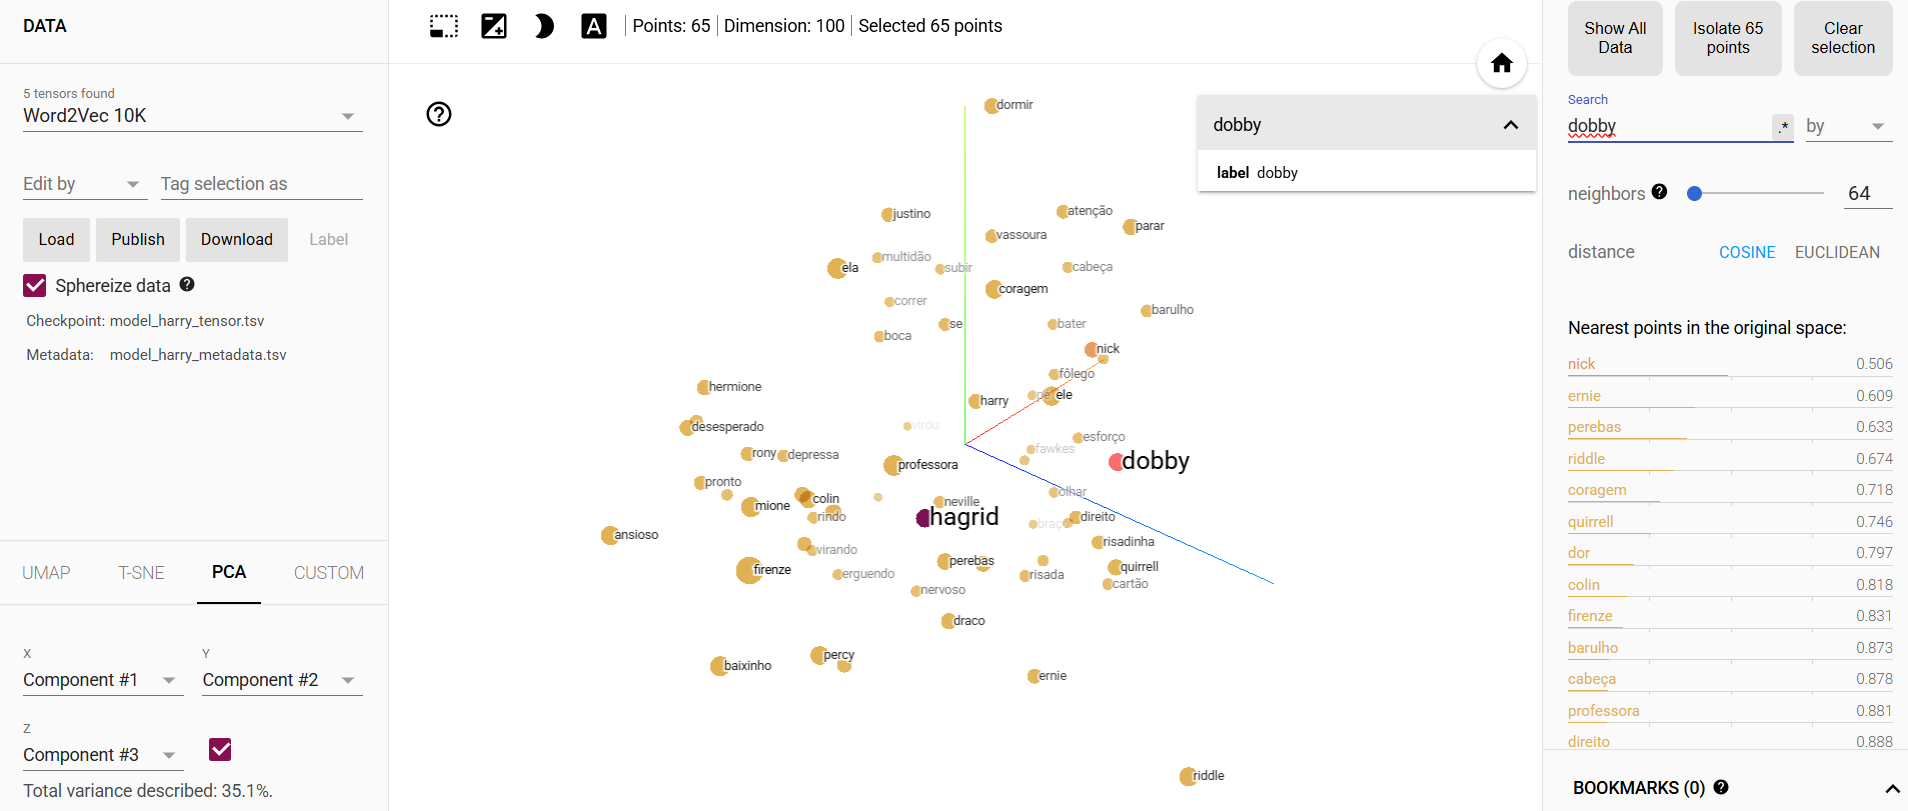 DATA
5 tensors found
Word2Vec 10K
Edit by
Tag selection as
Load
Publish
Download
Label
Sphereize data
Checkpoint: model_harry_tensor.tsv
Metadata: model_harry_metadata.tsv
UMAP
T-SNE
PCA
CUSTOM
X
Component #1
Y
Component #2
Z
Component #3
Total variance described: 35.1%.
A
Points: 65
Dimension: 100
Selected 65 points
dobby
label dobby
dormir
justino
atenção
parar
vassoura
multidão
subir
ela
cabeça
coragem
correr
barulho
se
bater
boca
nick
fôlego
hermione
ele
harry
virou
desesperado
esforço
fawkes
rony
depressa
dobby
professora
pronto
olhar
colin
neville
mione
rindo
hagrid
direito
ansioso
risadinha
virando
perebas
quirrell
firenze
erguendo
risada
cartão
nervoso
draco
percy
baixinho
ernie
riddle
Show All Data
Isolate 65 points
Clear selection
Search
dobby
.*
by
neighbors
64
distance
COSINE
EUCLIDEAN
Nearest points in the original space:
nick 0.506
ernie 0.609
perebas 0.633
riddle 0.674
coragem 0.718
quirrell 0.746
dor 0.797
colin 0.818
firenze 0.831
barulho 0.873
cabeça 0.878
professora 0.881
direito 0.888
BOOKMARKS (0)